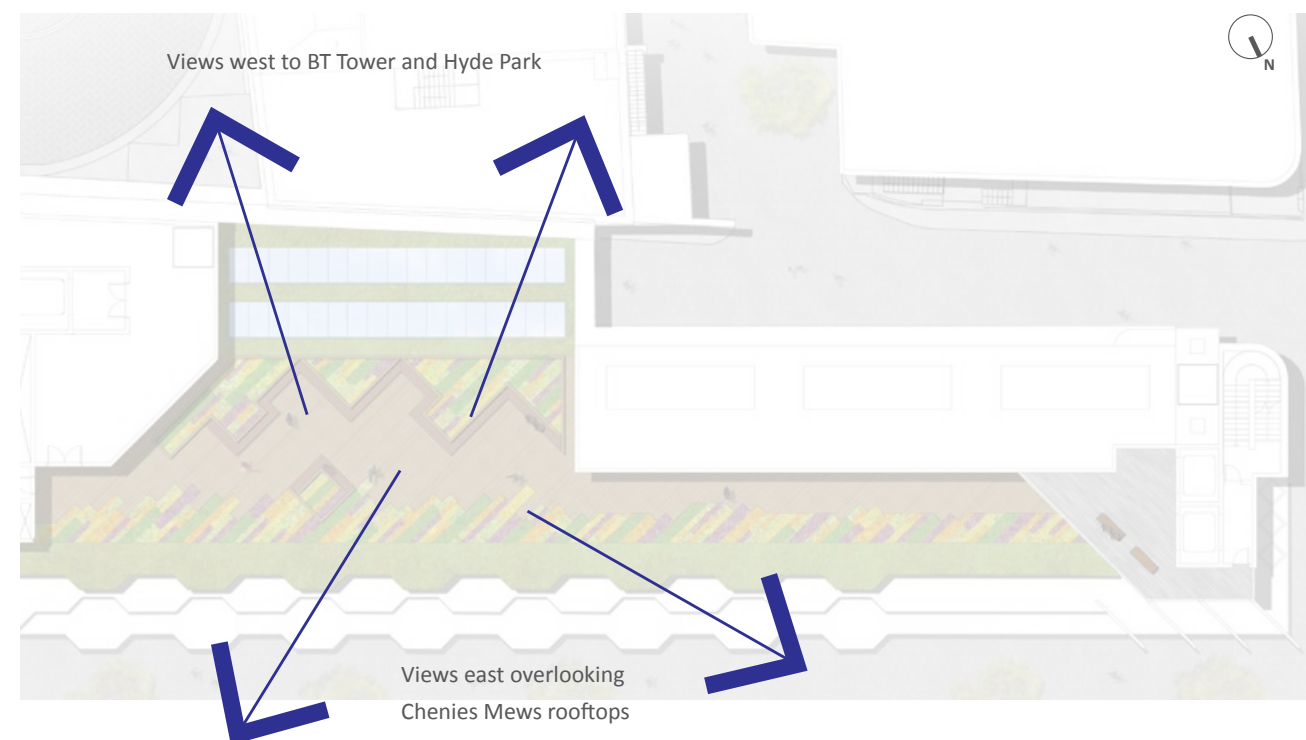 Views west to BT Tower and Hyde Park
N
Views east overlooking
Chenies Mews rooftops